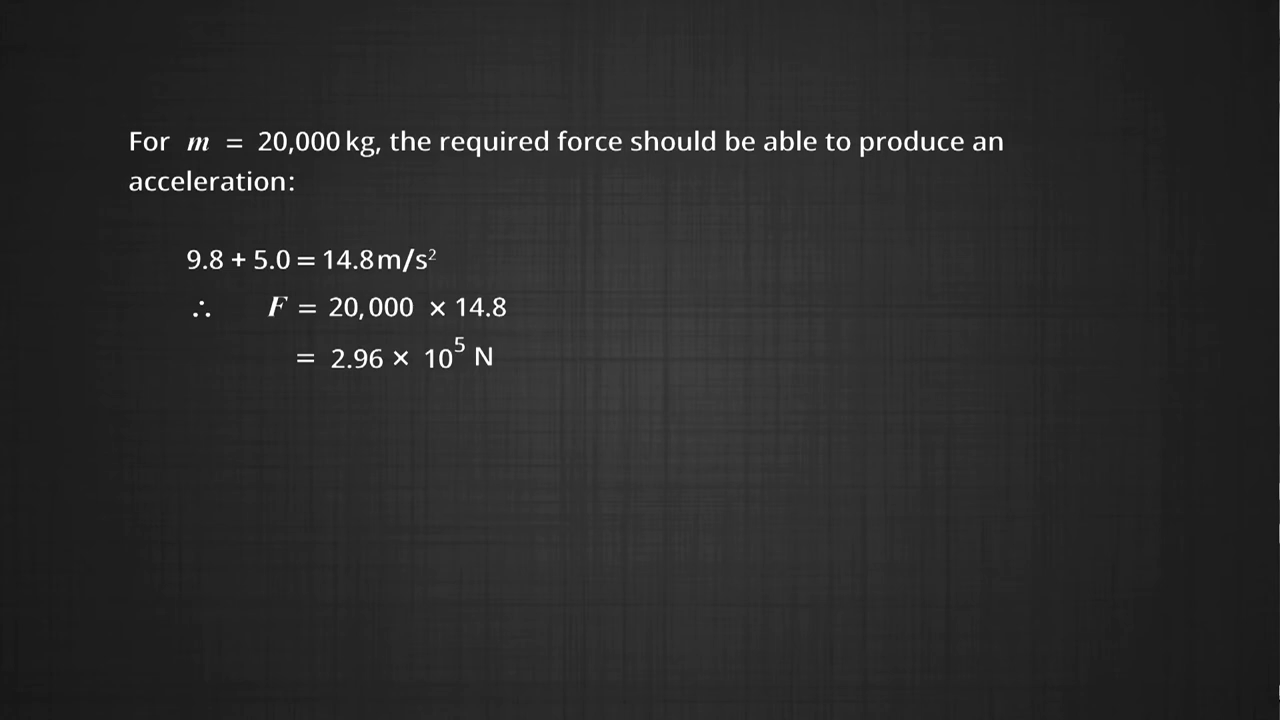 For m = 20,000 kg, the required force should be able to produce an
acceleration:
9.8 + 5.0 = 14.8 m/s²
∴ F = 20,000 × 14.8
= 2.96 × 10⁵ N